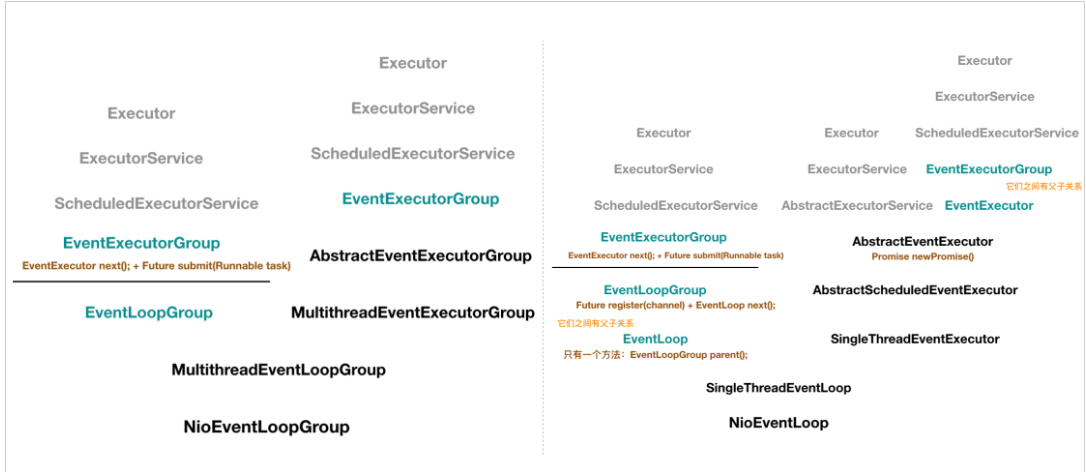 Executor
ExecutorService
ScheduledExecutorService
EventExecutorGroup
EventExecutor next(); + Future submit(Runnable task)
EventLoopGroup
Executor
ExecutorService
ScheduledExecutorService
EventExecutorGroup
AbstractEventExecutorGroup
MultithreadEventExecutorGroup
MultithreadEventLoopGroup
NioEventLoopGroup
Executor
ExecutorService
ScheduledExecutorService
EventExecutorGroup
EventExecutor next(); + Future submit(Runnable task)
EventLoopGroup
Future register(channel) + EventLoop next();
它们之间有父子关系
EventLoop
只有一个方法：EventLoopGroup parent();
Executor
ExecutorService
AbstractExecutorService
Executor
ExecutorService
ScheduledExecutorService
EventExecutorGroup
它们之间有父子关系
EventExecutor
AbstractEventExecutor
Promise newPromise()
AbstractScheduledEventExecutor
SingleThreadEventExecutor
SingleThreadEventLoop
NioEventLoop